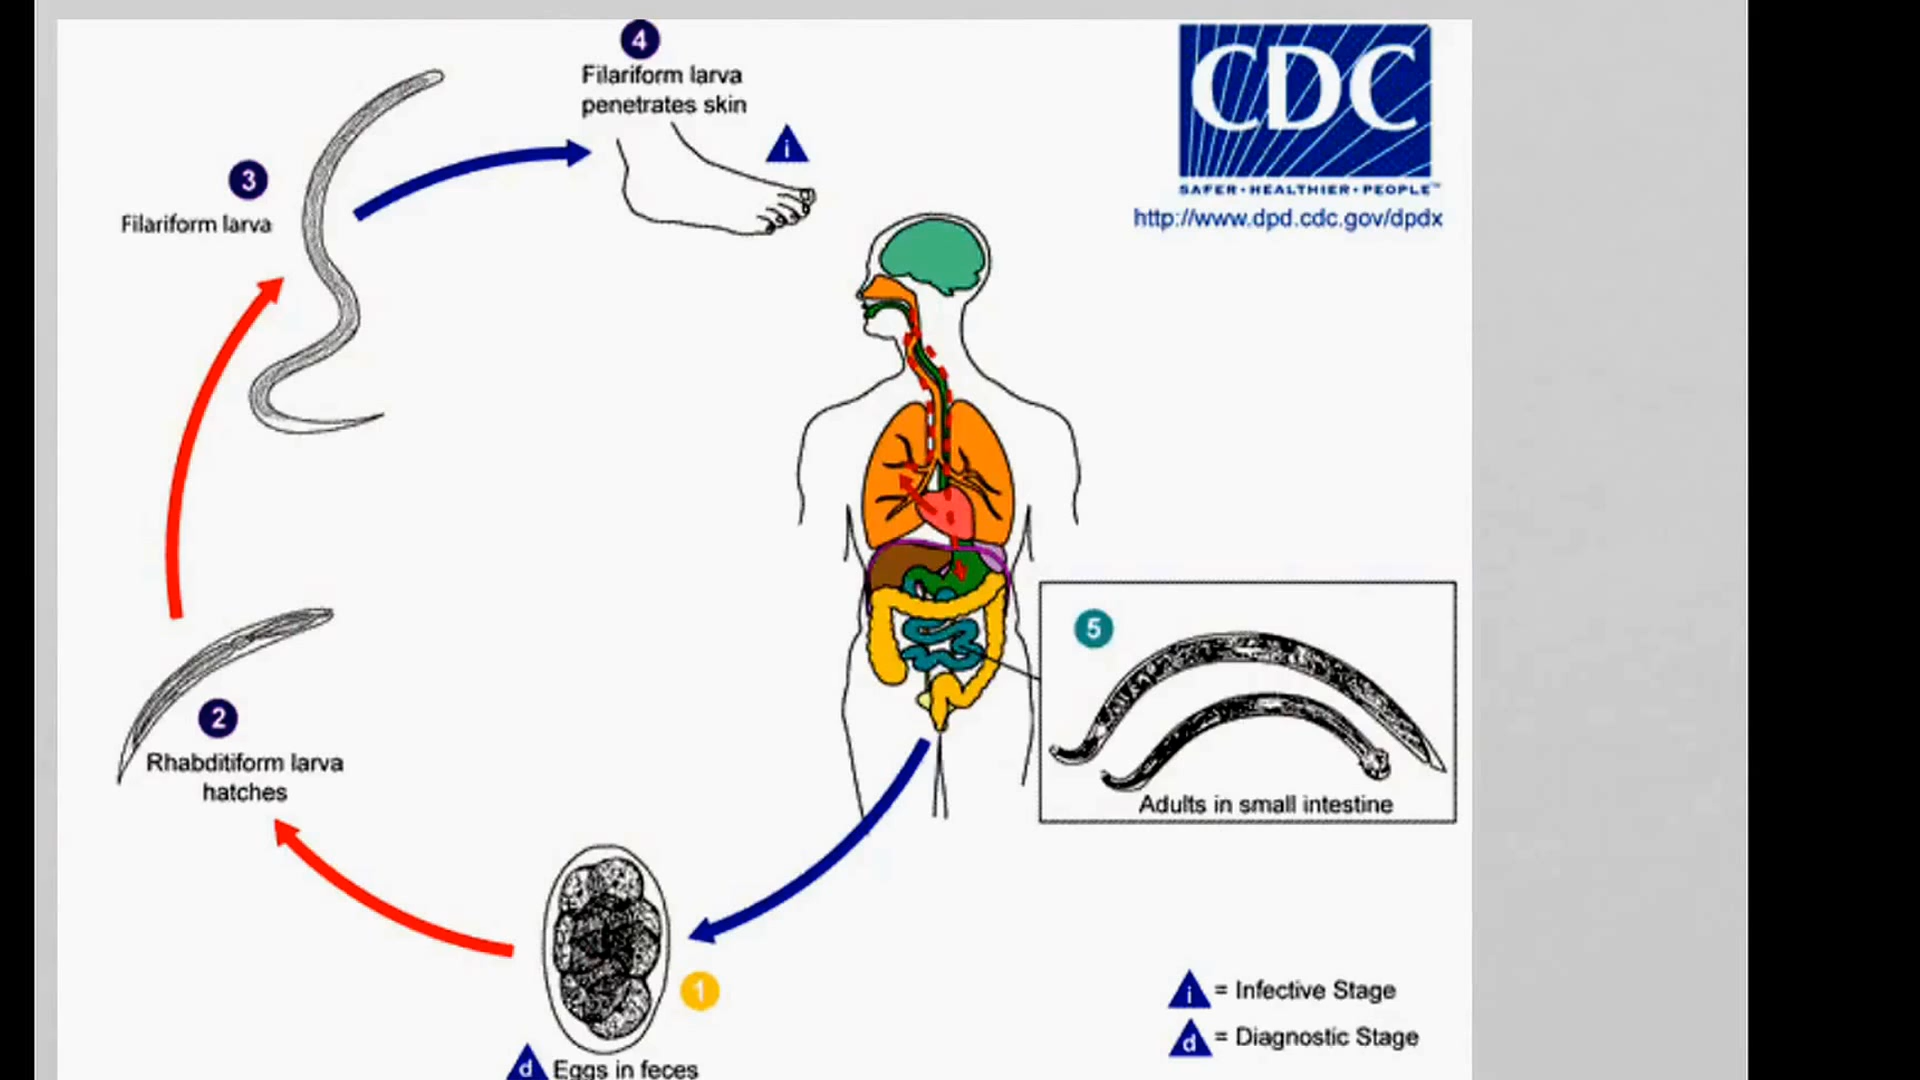 4
Filariform larva
penetrates skin
i
CDC
SAFER • HEALTHIER • PEOPLE™
http://www.dpd.cdc.gov/dpdx
3
Filariform larva
2
Rhabditiform larva
hatches
5
Adults in small intestine
1
d Eggs in feces
i = Infective Stage
d = Diagnostic Stage